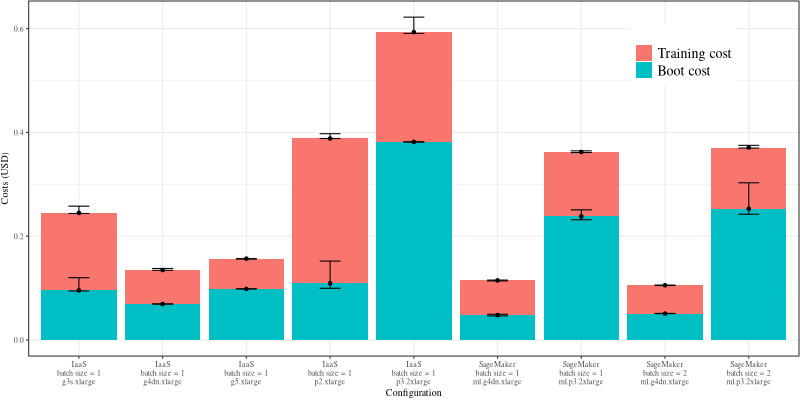 Costs (USD)
0.6
0.4
0.2
0.0
Training cost
Boot cost
IaaS
batch size = 1
g3s.xlarge
IaaS
batch size = 1
g4dn.xlarge
IaaS
batch size = 1
g5.xlarge
IaaS
batch size = 1
p2.xlarge
IaaS
batch size = 1
p3.2xlarge
SageMaker
batch size = 1
ml.g4dn.xlarge
SageMaker
batch size = 1
ml.p3.2xlarge
SageMaker
batch size = 2
ml.g4dn.xlarge
SageMaker
batch size = 2
ml.p3.2xlarge
Configuration